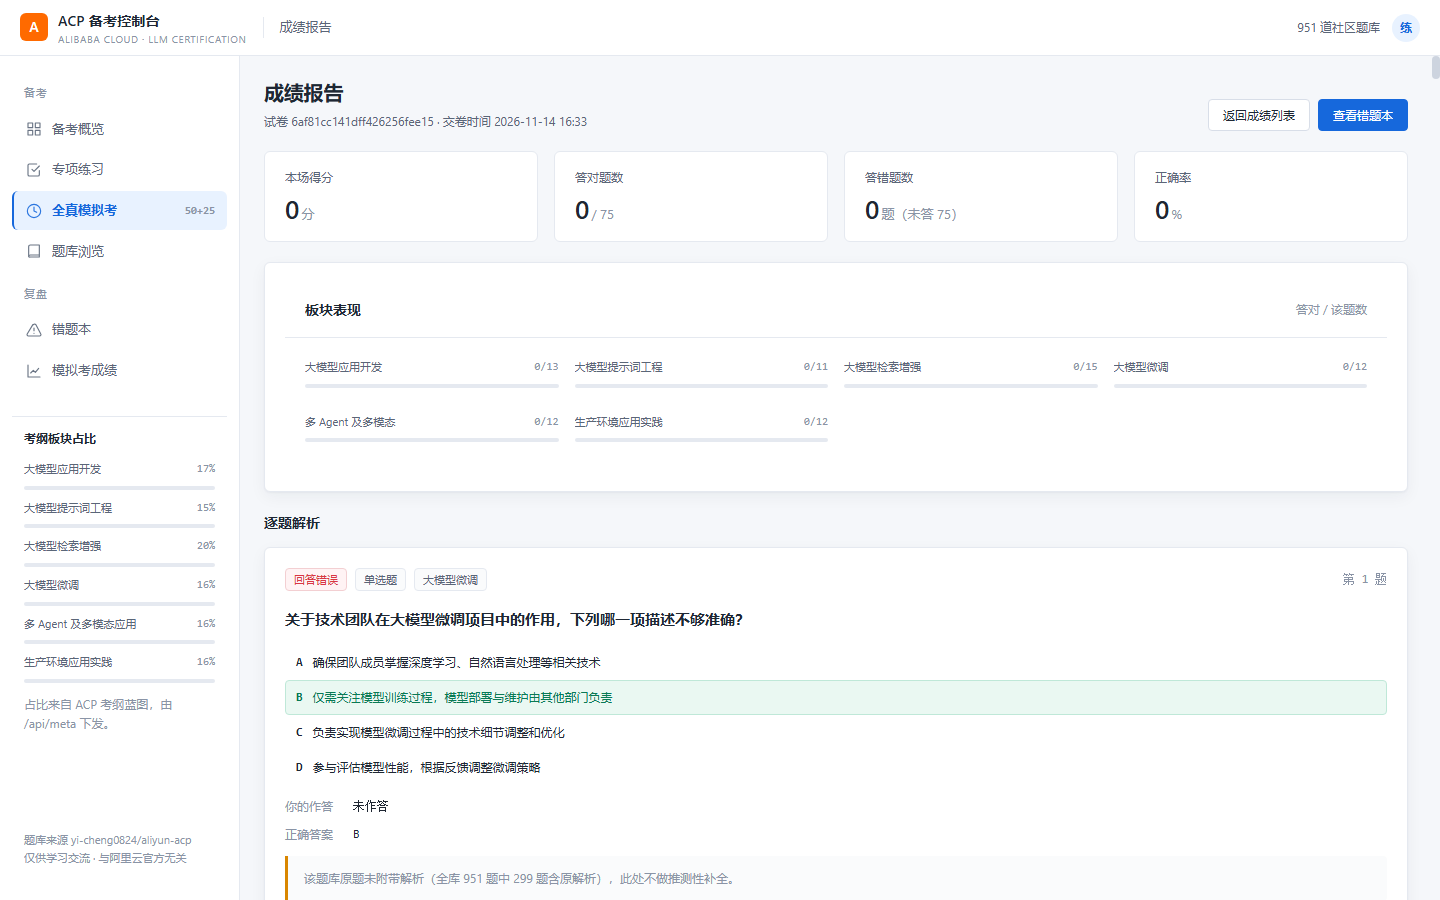 A
ACP 备考控制台
ALIBABA CLOUD · LLM CERTIFICATION
成绩报告
951 道社区题库
练
备考
备考概览
专项练习
全真模拟考
50+25
题库浏览
复盘
错题本
模拟考成绩
考纲板块占比
大模型应用开发 17%
大模型提示词工程 15%
大模型检索增强 20%
大模型微调 16%
多 Agent 及多模态应用 16%
生产环境应用实践 16%
占比来自 ACP 考纲蓝图，由
/api/meta 下发。
题库来源 yi-cheng0824/aliyun-acp
仅供学习交流 · 与阿里云官方无关
成绩报告
试卷 6af81cc141dff426256fee15 · 交卷时间 2026-11-14 16:33
返回成绩列表
查看错题本
本场得分
0 分
答对题数
0 / 75
答错题数
0 题（未答 75）
正确率
0 %
板块表现
答对 / 该题数
大模型应用开发 0/13
大模型提示词工程 0/11
大模型检索增强 0/15
大模型微调 0/12
多 Agent 及多模态 0/12
生产环境应用实践 0/12
逐题解析
回答错误
单选题
大模型微调
第 1 题
关于技术团队在大模型微调项目中的作用，下列哪一项描述不够准确？
A 确保团队成员掌握深度学习、自然语言处理等相关技术
B 仅需关注模型训练过程，模型部署与维护由其他部门负责
C 负责实现模型微调过程中的技术细节调整和优化
D 参与评估模型性能，根据反馈调整微调策略
你的作答 未作答
正确答案 B
该题库原题未附带解析（全库 951 题中 299 题含原解析），此处不做推测性补全。